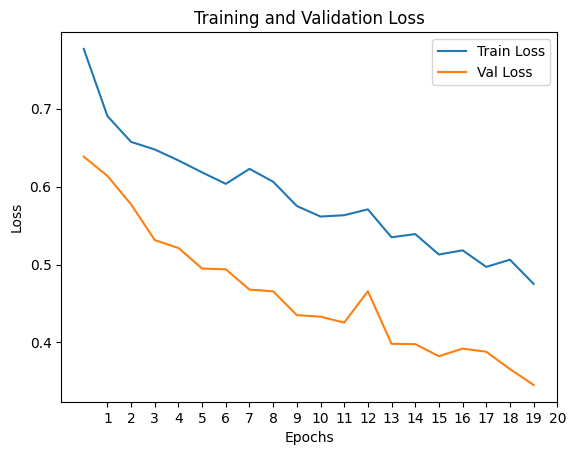 Training and Validation Loss
Train Loss
Val Loss
0.7
0.6
0.5
0.4
Loss
1 2 3 4 5 6 7 8 9 10 11 12 13 14 15 16 17 18 19 20
Epochs